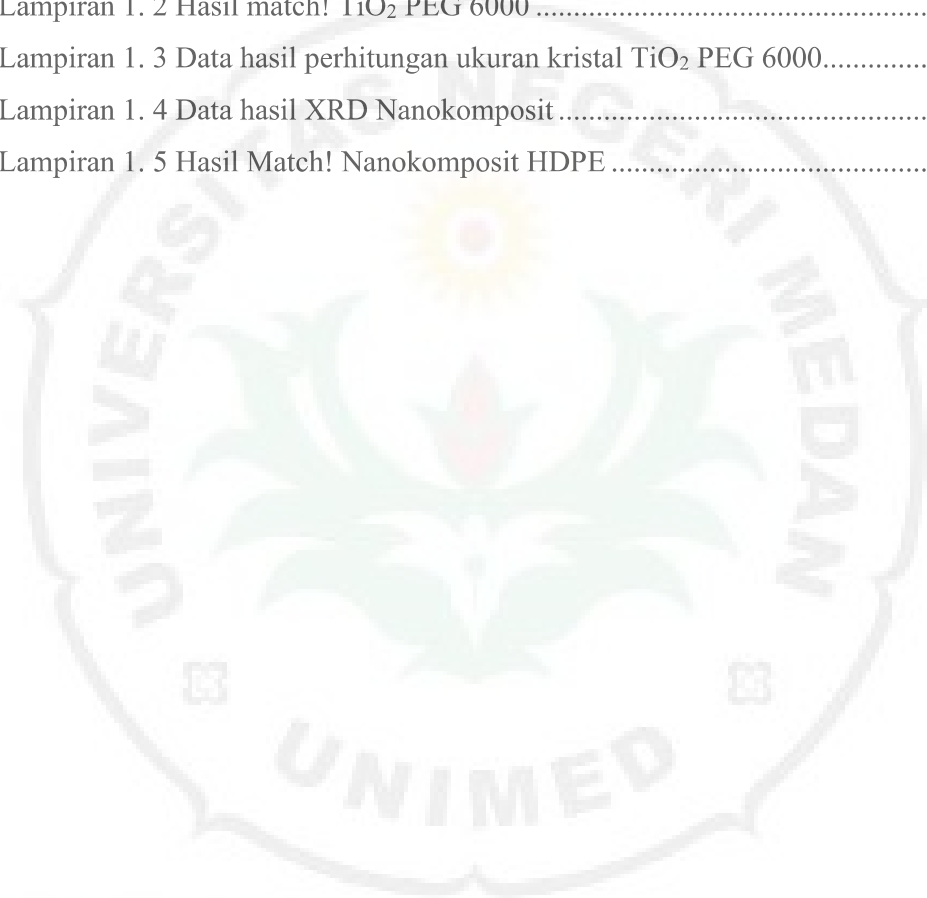 Lampiran 1. 2 Hasil match! TiO₂ PEG 6000 ....................................................
Lampiran 1. 3 Data hasil perhitungan ukuran kristal TiO₂ PEG 6000..............
Lampiran 1. 4 Data hasil XRD Nanokomposit .................................................
Lampiran 1. 5 Hasil Match! Nanokomposit HDPE ..........................................
UNIVERSITAS NEGERI MEDAN
UNIMED